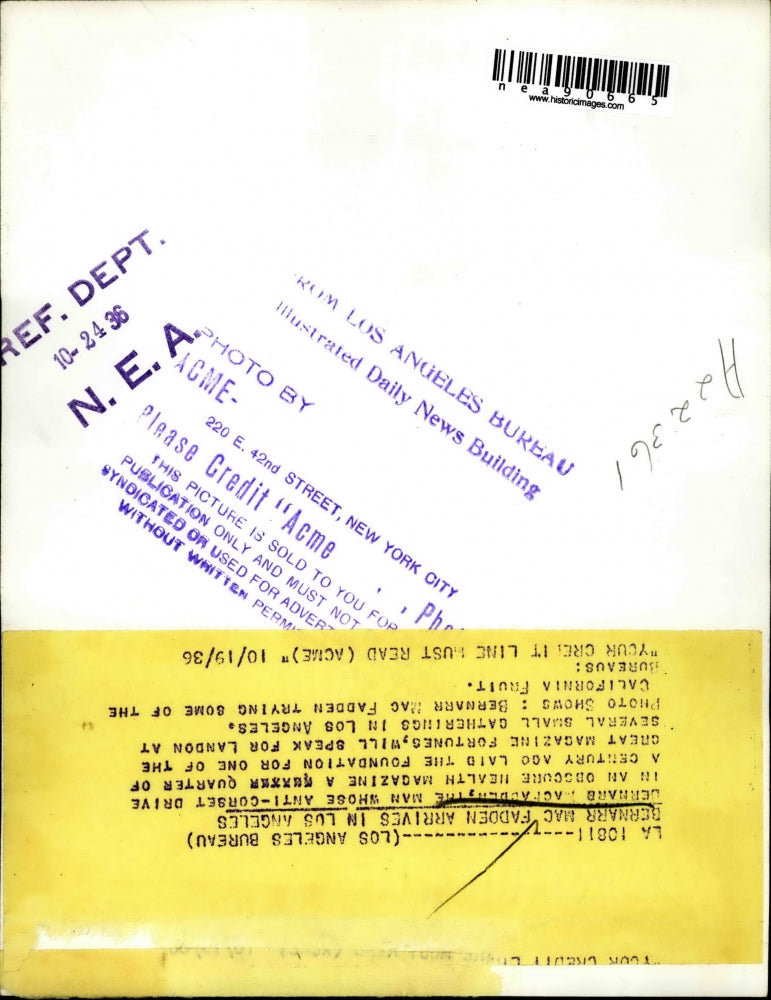 nea90665
www.historicimages.com
REF. DEPT.
10-24 36
N. E. A.
FROM LOS ANGELES BUREAU
Illustrated Daily News Building
PHOTO BY
ACME-
220 E. 42nd STREET, NEW YORK CITY
Please Credit "Acme
THIS PICTURE IS SOLD TO YOU FOR
PUBLICATION ONLY AND MUST NOT
SYNDICATED OR USED FOR ADVERT
WITHOUT WRITTEN PERMI
LA 10811--------------------(LOS ANGELES BUREAU)
BERNARR MAC FADDEN ARRIVES IN LOS ANGELES
BERNARR MACFADDEN, THE MAN WHOSE ANTI-CORSET DRIVE
IN AN OBSCURE HEALTH MAGAZINE A QUARTER OF
A CENTURY AGO LAID THE FOUNDATION FOR ONE OF THE
GREAT MAGAZINE FORTUNES, WILL SPEAK FOR LANDON AT
SEVERAL SMALL GATHERINGS IN LOS ANGELES.
PHOTO SHOWS : BERNARR MAC FADDEN TRYING SOME OF THE
CALIFORNIA FRUIT.
BUREAUS:
"YOUR CREDIT LINE MUST READ (ACME)" 10/19/36
"YOUR CREDIT